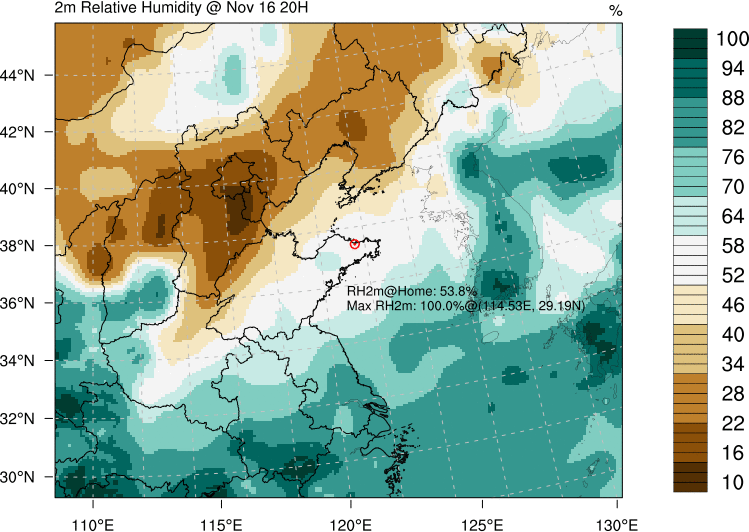 2m Relative Humidity @ Nov 16 20H
%
44°N
42°N
40°N
38°N
36°N
34°N
32°N
30°N
RH2m@Home: 53.8%
Max RH2m: 100.0%@(114.53E, 29.19N)
110°E
115°E
120°E
125°E
130°E
100
94
88
82
76
70
64
58
52
46
40
34
28
22
16
10